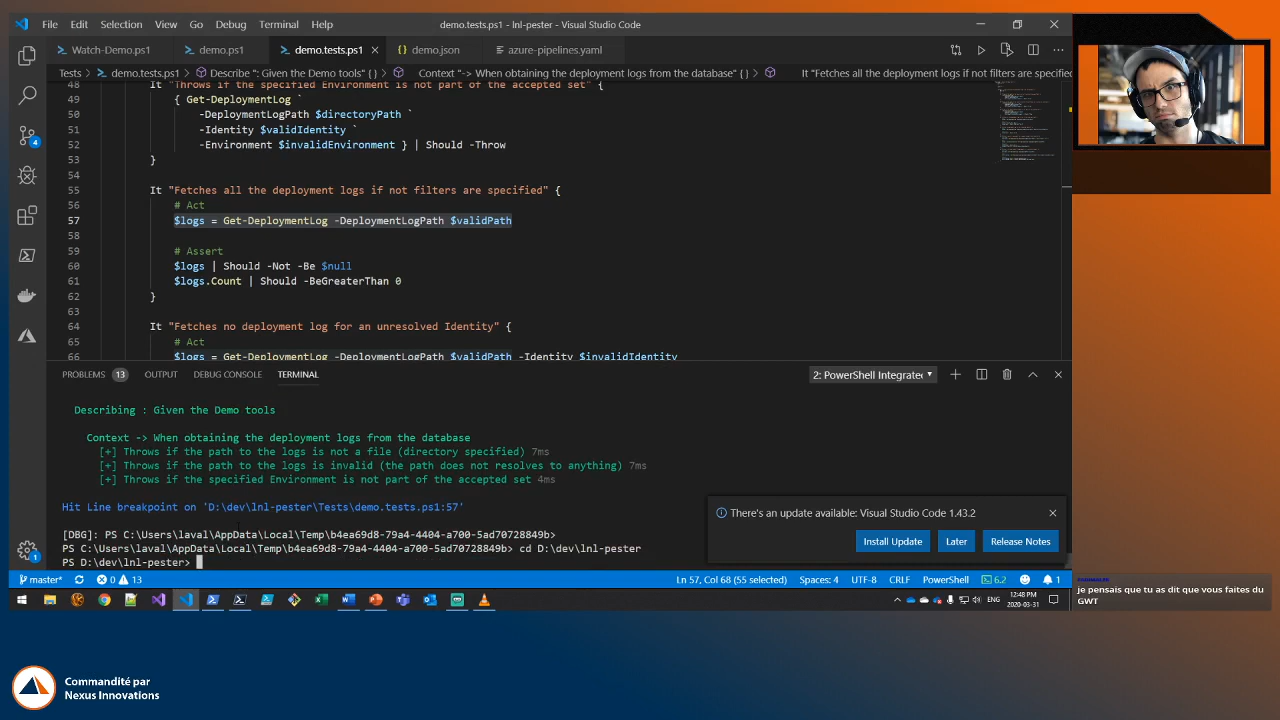 File Edit Selection View Go Debug Terminal Help
demo.tests.ps1 - lnl-pester - Visual Studio Code
Watch-Demo.ps1 demo.ps1 demo.tests.ps1 demo.json azure-pipelines.yaml
Tests > demo.tests.ps1 > Describe ": Given the Demo tools" { } > Context "-> When obtaining the deployment logs from the database" { } > It "Fetches all the deployment logs if not filters are specified
48 It "Throws if the specified Environment is not part of the accepted set" {
49 { Get-DeploymentLog `
50 -DeploymentLogPath $directoryPath `
51 -Identity $validIdentity `
52 -Environment $invalidEnvironment } | Should -Throw
53 }
54
55 It "Fetches all the deployment logs if not filters are specified" {
56 # Act
57 $logs = Get-DeploymentLog -DeploymentLogPath $validPath
58
59 # Assert
60 $logs | Should -Not -Be $null
61 $logs.Count | Should -BeGreaterThan 0
62 }
63
64 It "Fetches no deployment log for an unresolved Identity" {
65 # Act
66 $logs = Get-DeploymentLog -DeploymentLogPath $validPath -Identity $invalidIdentity
PROBLEMS 13 OUTPUT DEBUG CONSOLE TERMINAL 2: PowerShell Integrate
Describing : Given the Demo tools
Context -> When obtaining the deployment logs from the database
[+] Throws if the path to the logs is not a file (directory specified) 7ms
[+] Throws if the path to the logs is invalid (the path does not resolves to anything) 7ms
[+] Throws if the specified Environment is not part of the accepted set 4ms
Hit Line breakpoint on 'D:\dev\lnl-pester\Tests\demo.tests.ps1:57'
[DBG]: PS C:\Users\laval\AppData\Local\Temp\b4ea69d8-79a4-4404-a700-5ad70728849b>
PS C:\Users\laval\AppData\Local\Temp\b4ea69d8-79a4-4404-a700-5ad70728849b> cd D:\dev\lnl-pester
PS D:\dev\lnl-pester>
There's an update available: Visual Studio Code 1.43.2
Install Update Later Release Notes
4
1
master* 0 13 Ln 57, Col 68 (55 selected) Spaces: 4 UTF-8 CRLF PowerShell 6.2 1
ENG 12:48 PM
2020-03-31
je pensais que tu as dit que vous faites du
GWT
Commandité par
Nexus Innovations